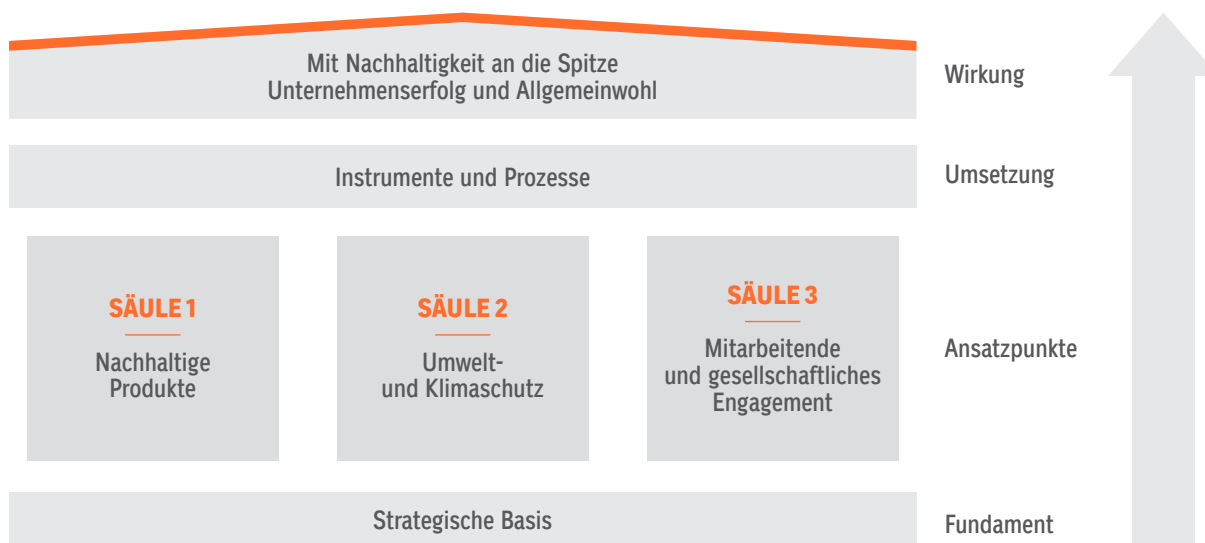 Mit Nachhaltigkeit an die Spitze
Unternehmenserfolg und Allgemeinwohl
Wirkung
Instrumente und Prozesse
Umsetzung
SÄULE 1
Nachhaltige
Produkte
SÄULE 2
Umwelt-
und Klimaschutz
SÄULE 3
Mitarbeitende
und gesellschaftliches
Engagement
Ansatzpunkte
Strategische Basis
Fundament